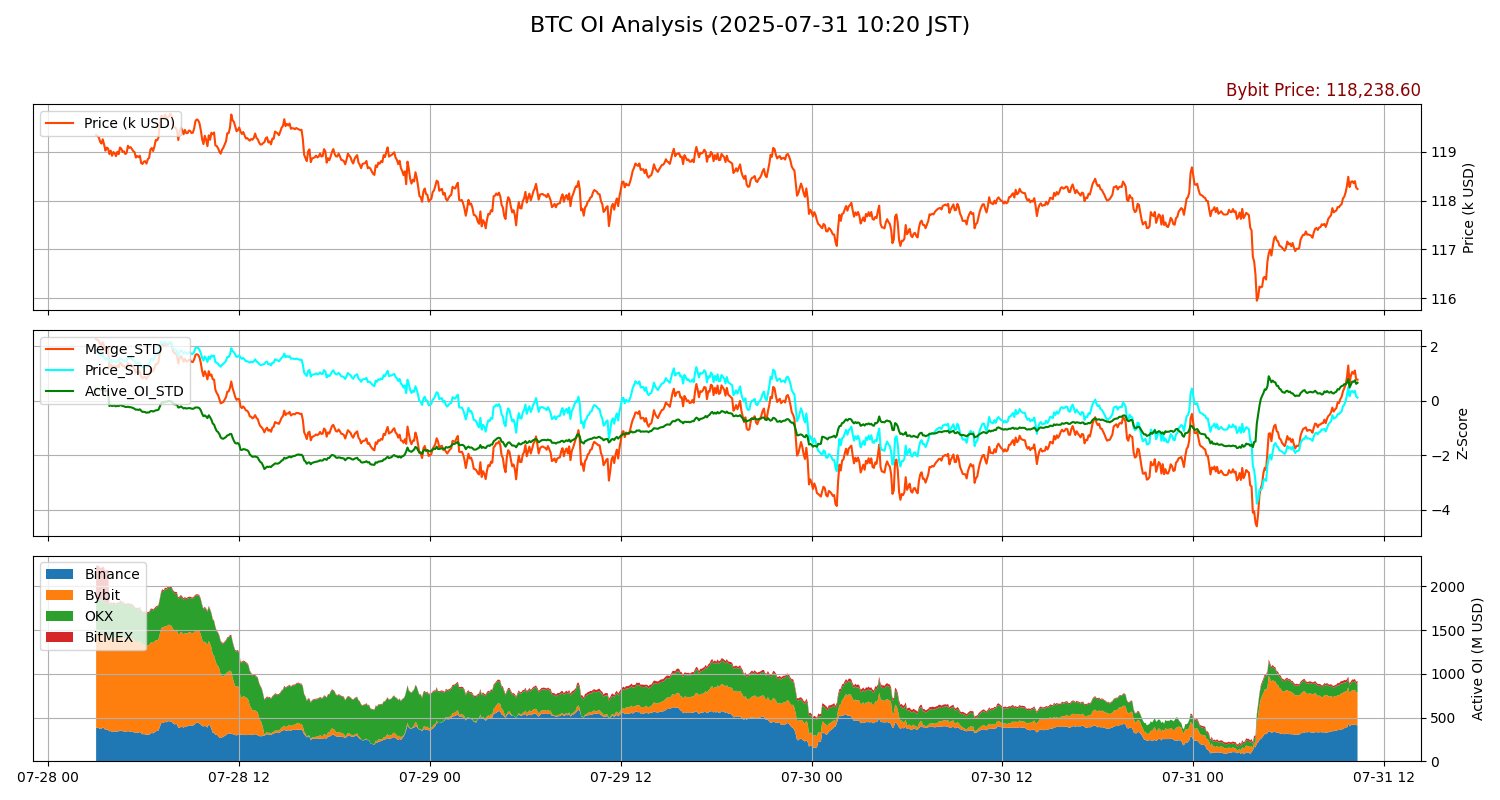 BTC OI Analysis (2025-07-31 10:20 JST)
Bybit Price: 118,238.60
Price (k USD)
119
118
117
116
Price (k USD)
Merge_STD
Price_STD
Active_OI_STD
2
0
−2
−4
Z-Score
Binance
Bybit
OKX
BitMEX
2000
1500
1000
500
0
Active OI (M USD)
07-28 00
07-28 12
07-29 00
07-29 12
07-30 00
07-30 12
07-31 00
07-31 12